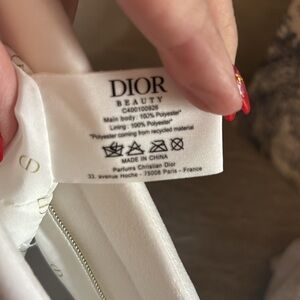 DIOR
BEAUTY
C400100926
Main body: 100% Polyester*
Lining: 100% Polyester*
*Polyester coming from recycled material
MADE IN CHINA
Parfums Christian Dior
33, avenue Hoche - 75008 Paris - France